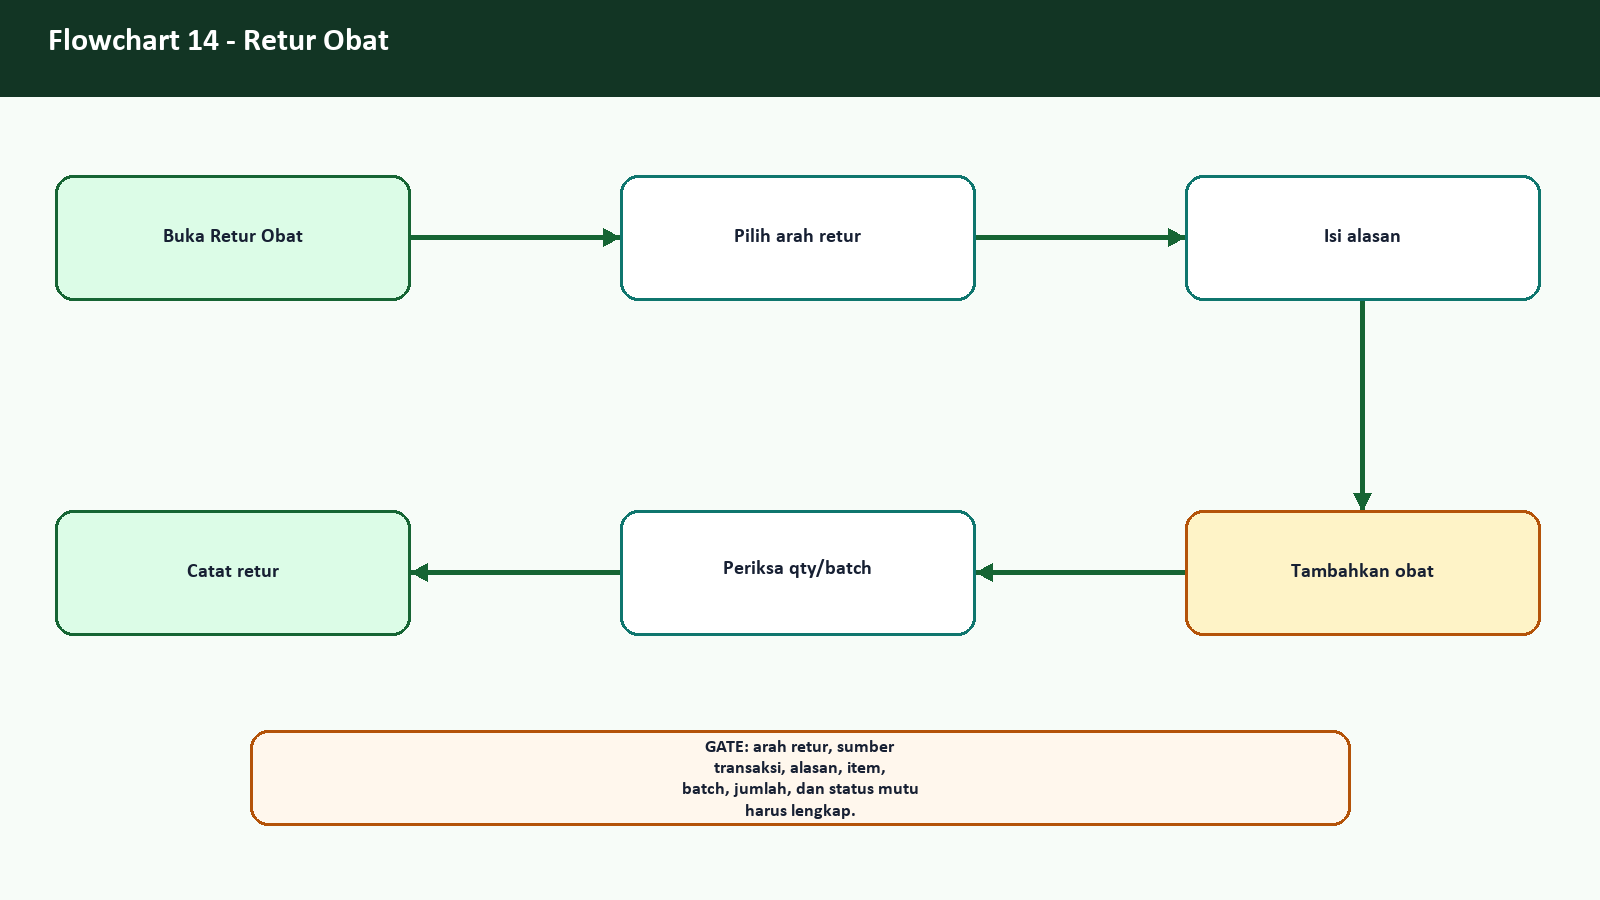 Flowchart 14 - Retur Obat
Buka Retur Obat
Pilih arah retur
Isi alasan
Tambahkan obat
Periksa qty/batch
Catat retur
GATE: arah retur, sumber
transaksi, alasan, item,
batch, jumlah, dan status mutu
harus lengkap.